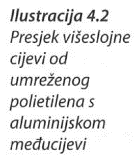 Ilustracija 4.2
Presjek višeslojne
cijevi od
umreženog
polietilena s
aluminijskom
međucijevi